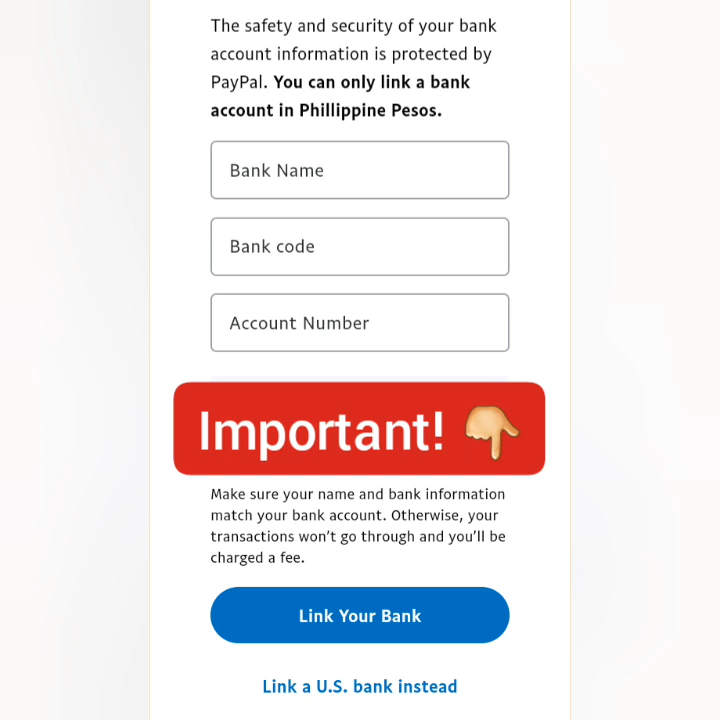 The safety and security of your bank
account information is protected by
PayPal. You can only link a bank
account in Phillippine Pesos.
Bank Name
Bank code
Account Number
Important! 👇🏼
Make sure your name and bank information
match your bank account. Otherwise, your
transactions won't go through and you'll be
charged a fee.
Link Your Bank
Link a U.S. bank instead